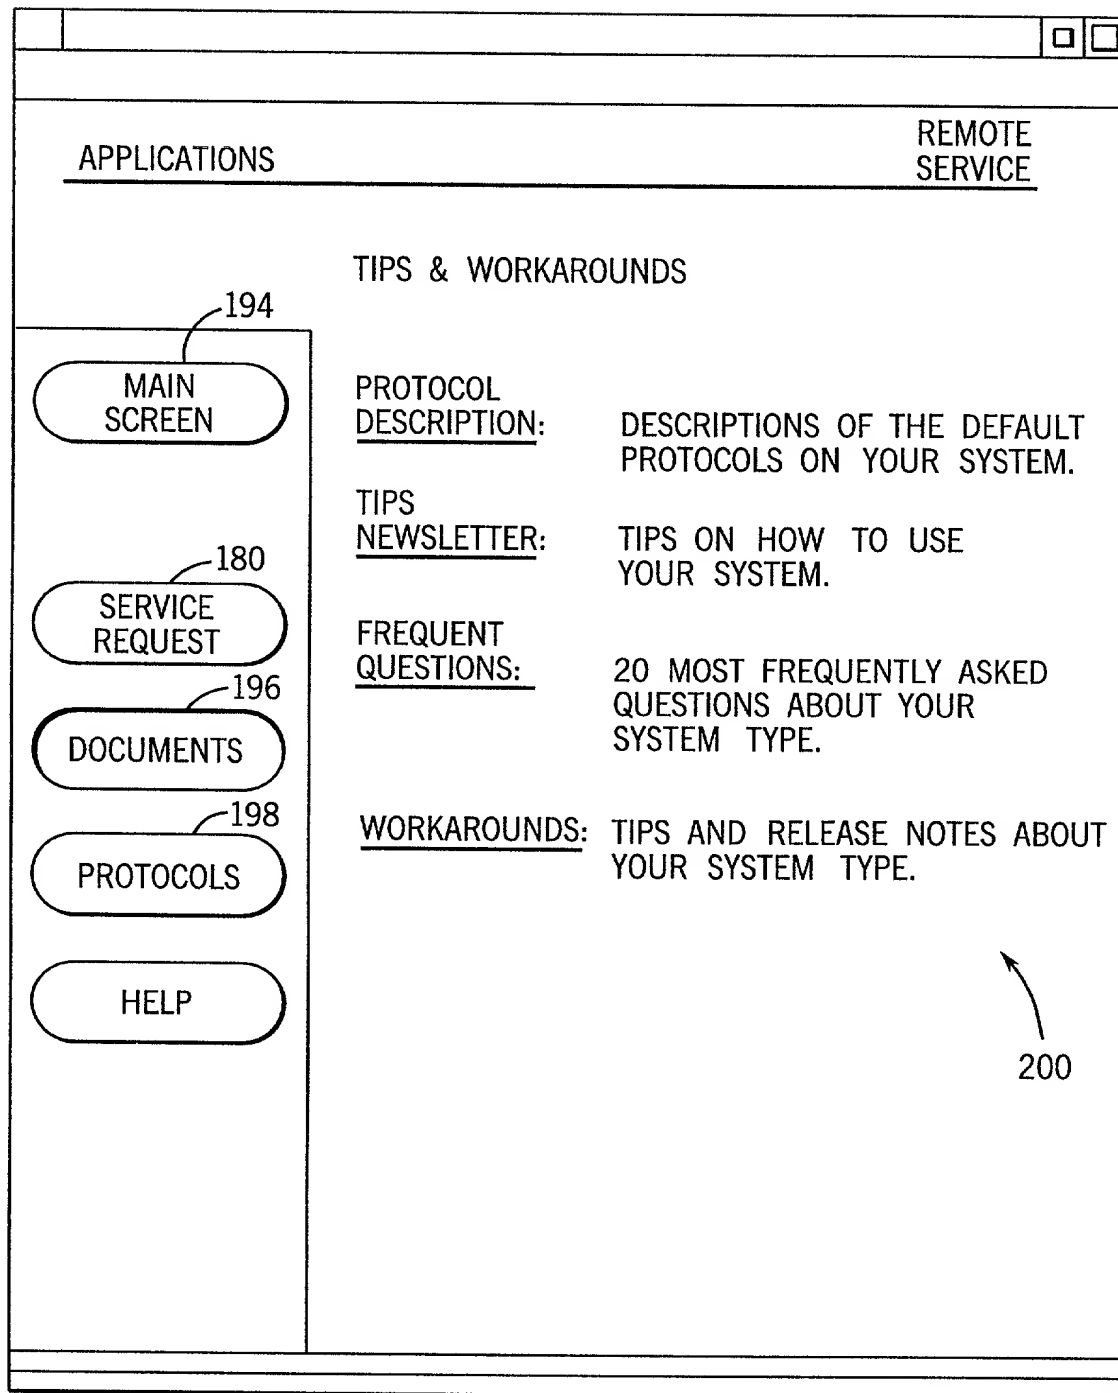 APPLICATIONS
REMOTE
SERVICE
TIPS & WORKAROUNDS
194
MAIN
SCREEN
180
SERVICE
REQUEST
196
DOCUMENTS
198
PROTOCOLS
HELP
PROTOCOL
DESCRIPTION:
DESCRIPTIONS OF THE DEFAULT
PROTOCOLS ON YOUR SYSTEM.
TIPS
NEWSLETTER:
TIPS ON HOW TO USE
YOUR SYSTEM.
FREQUENT
QUESTIONS:
20 MOST FREQUENTLY ASKED
QUESTIONS ABOUT YOUR
SYSTEM TYPE.
WORKAROUNDS: TIPS AND RELEASE NOTES ABOUT
YOUR SYSTEM TYPE.
200